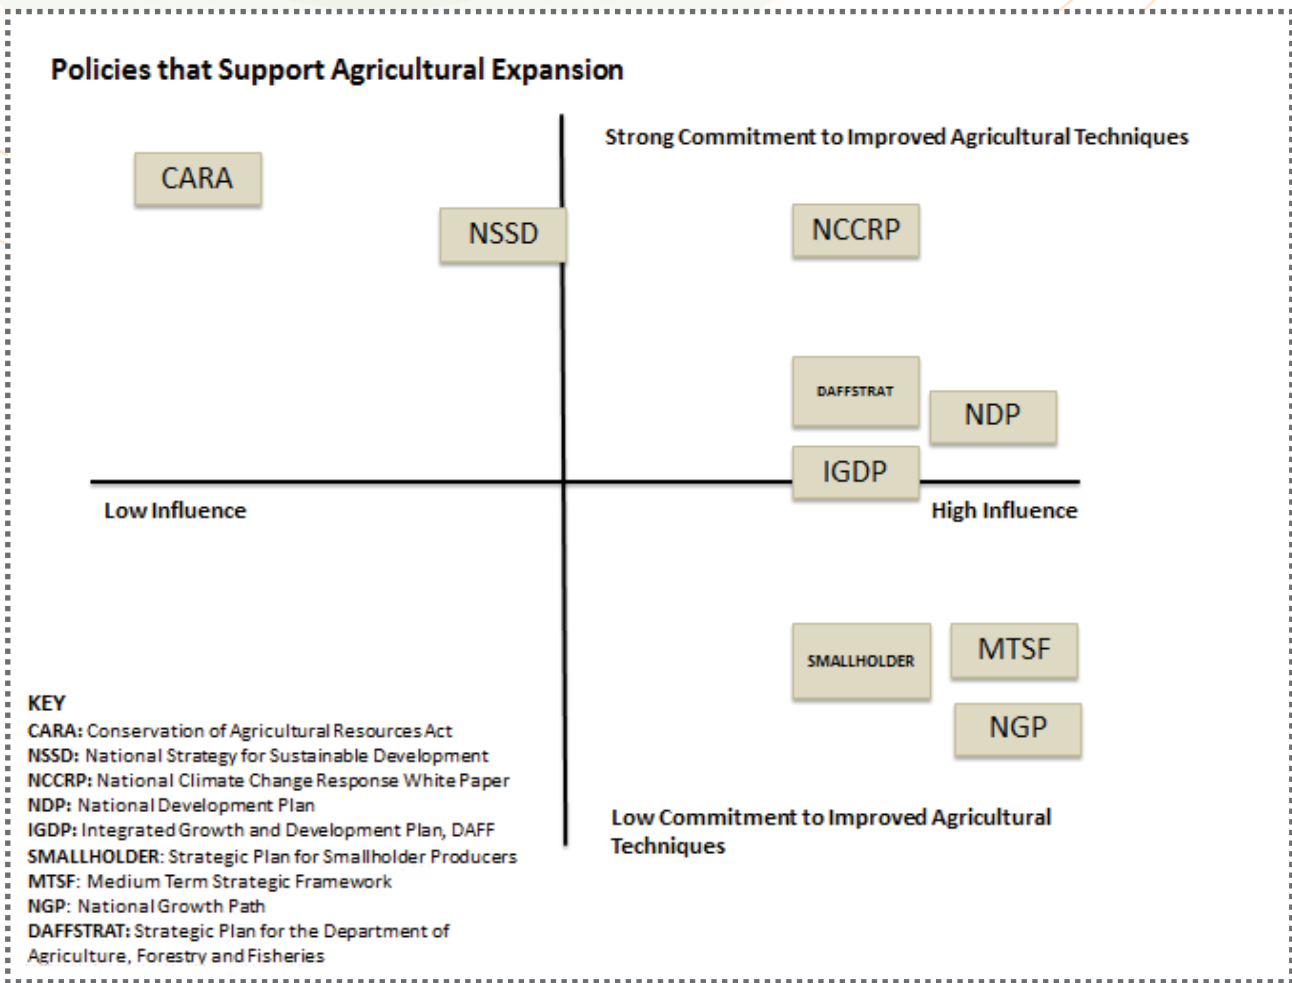 Policies that Support Agricultural Expansion
Strong Commitment to Improved Agricultural Techniques
CARA
NSSD
NCCRP
DAFFSTRAT
NDP
IGDP
Low Influence
High Influence
SMALLHOLDER
MTSF
NGP
Low Commitment to Improved Agricultural
Techniques
KEY
CARA: Conservation of Agricultural Resources Act
NSSD: National Strategy for Sustainable Development
NCCRP: National Climate Change Response White Paper
NDP: National Development Plan
IGDP: Integrated Growth and Development Plan, DAFF
SMALLHOLDER: Strategic Plan for Smallholder Producers
MTSF: Medium Term Strategic Framework
NGP: National Growth Path
DAFFSTRAT: Strategic Plan for the Department of
Agriculture, Forestry and Fisheries